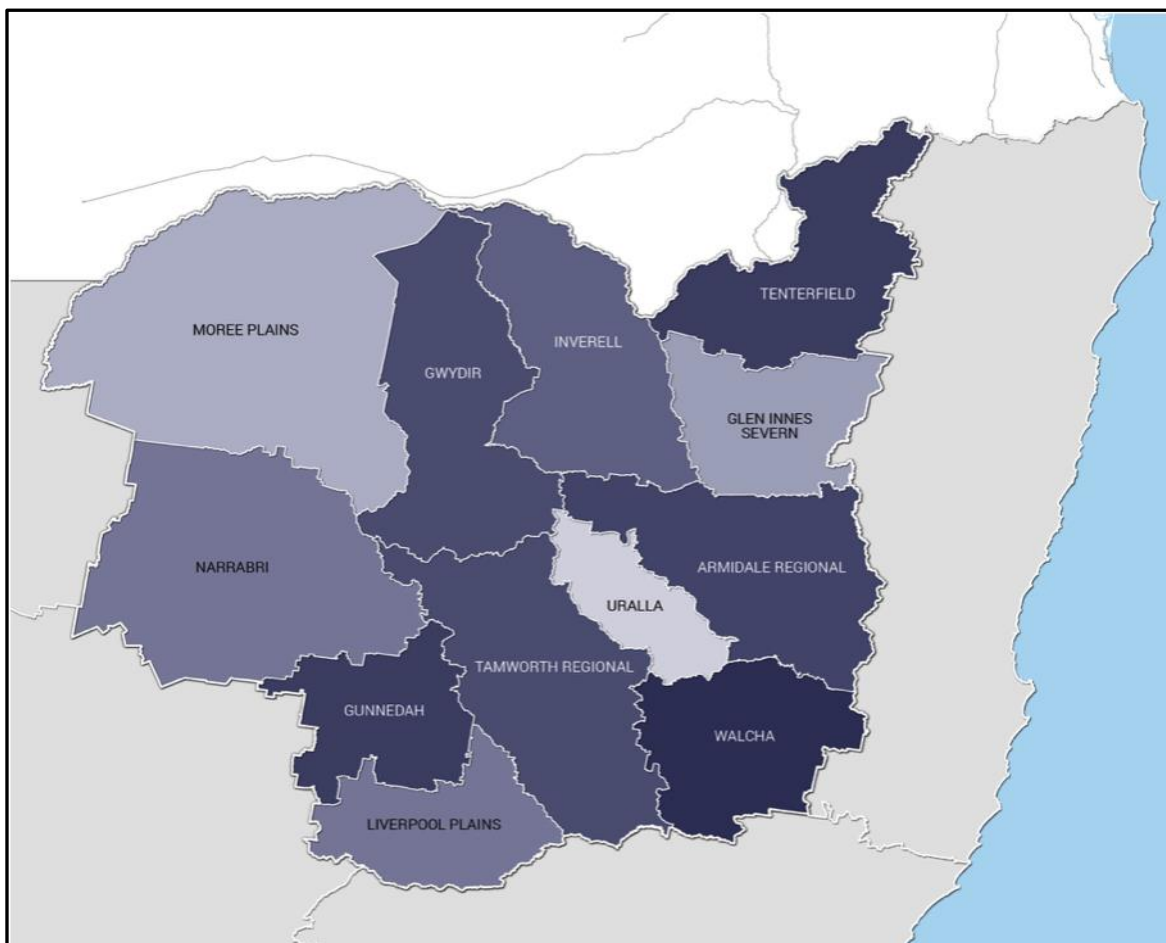 TENTERFIELD
MOREE PLAINS
INVERELL
GWYDIR
GLEN INNES
SEVERN
NARRABRI
ARMIDALE REGIONAL
URALLA
TAMWORTH REGIONAL
GUNNEDAH
WALCHA
LIVERPOOL PLAINS